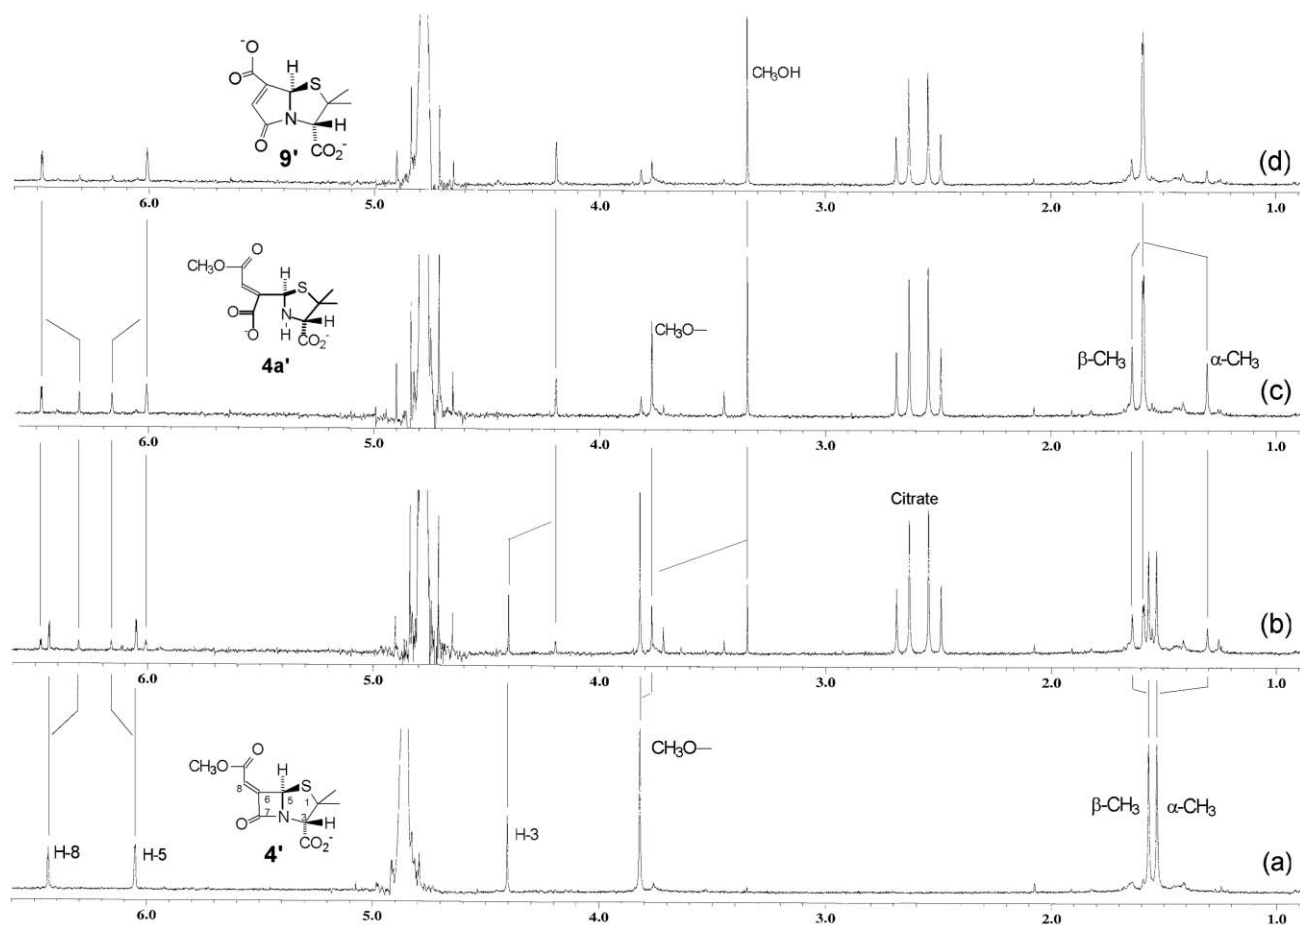 ⁻O
O
H
S
N
H
O
CO₂⁻
9'
CH₃OH
(d)
6.0 5.0 4.0 3.0 2.0 1.0
O
CH₃O
H
S
O
N
H
H
O⁻
CO₂⁻
4a'
CH₃O—
β-CH₃
α-CH₃
(c)
6.0 5.0 4.0 3.0 2.0 1.0
Citrate
(b)
6.0 5.0 4.0 3.0 2.0 1.0
O
CH₃O
H
S
8
6
5
1
7
N
3
H
O
CO₂⁻
4'
H-8
H-5
H-3
CH₃O—
β-CH₃
α-CH₃
(a)
6.0 5.0 4.0 3.0 2.0 1.0